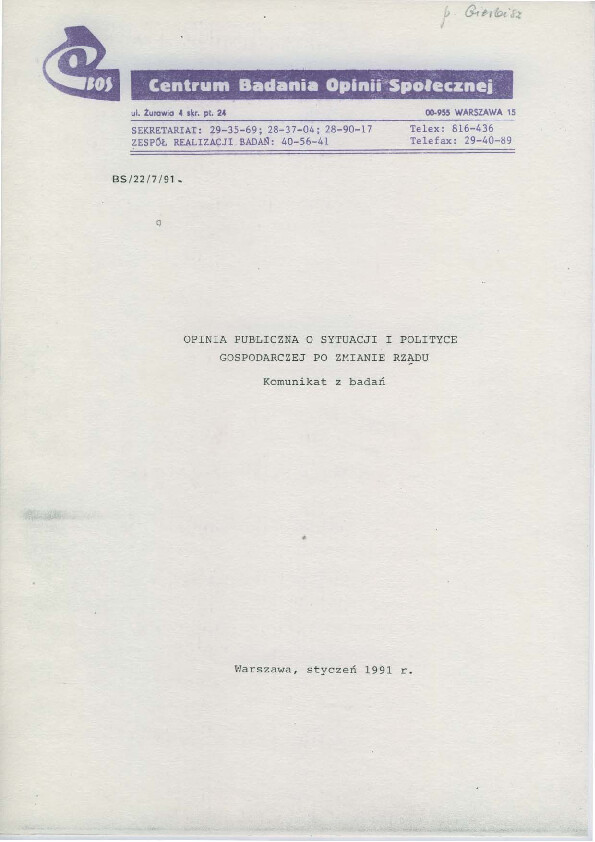 CBOS
Centrum Badania Opinii Społecznej
ul. Żurawia 4 skr. pt. 24 00-955 WARSZAWA 15
SEKRETARIAT: 29-35-69; 28-37-04; 28-90-17 Telex: 816-436
ZESPÓŁ REALIZACJI BADAŃ: 40-56-41 Telefax: 29-40-89
BS/22/7/91.
OPINIA PUBLICZNA O SYTUACJI I POLITYCE
GOSPODARCZEJ PO ZMIANIE RZĄDU
Komunikat z badań
Warszawa, styczeń 1991 r.